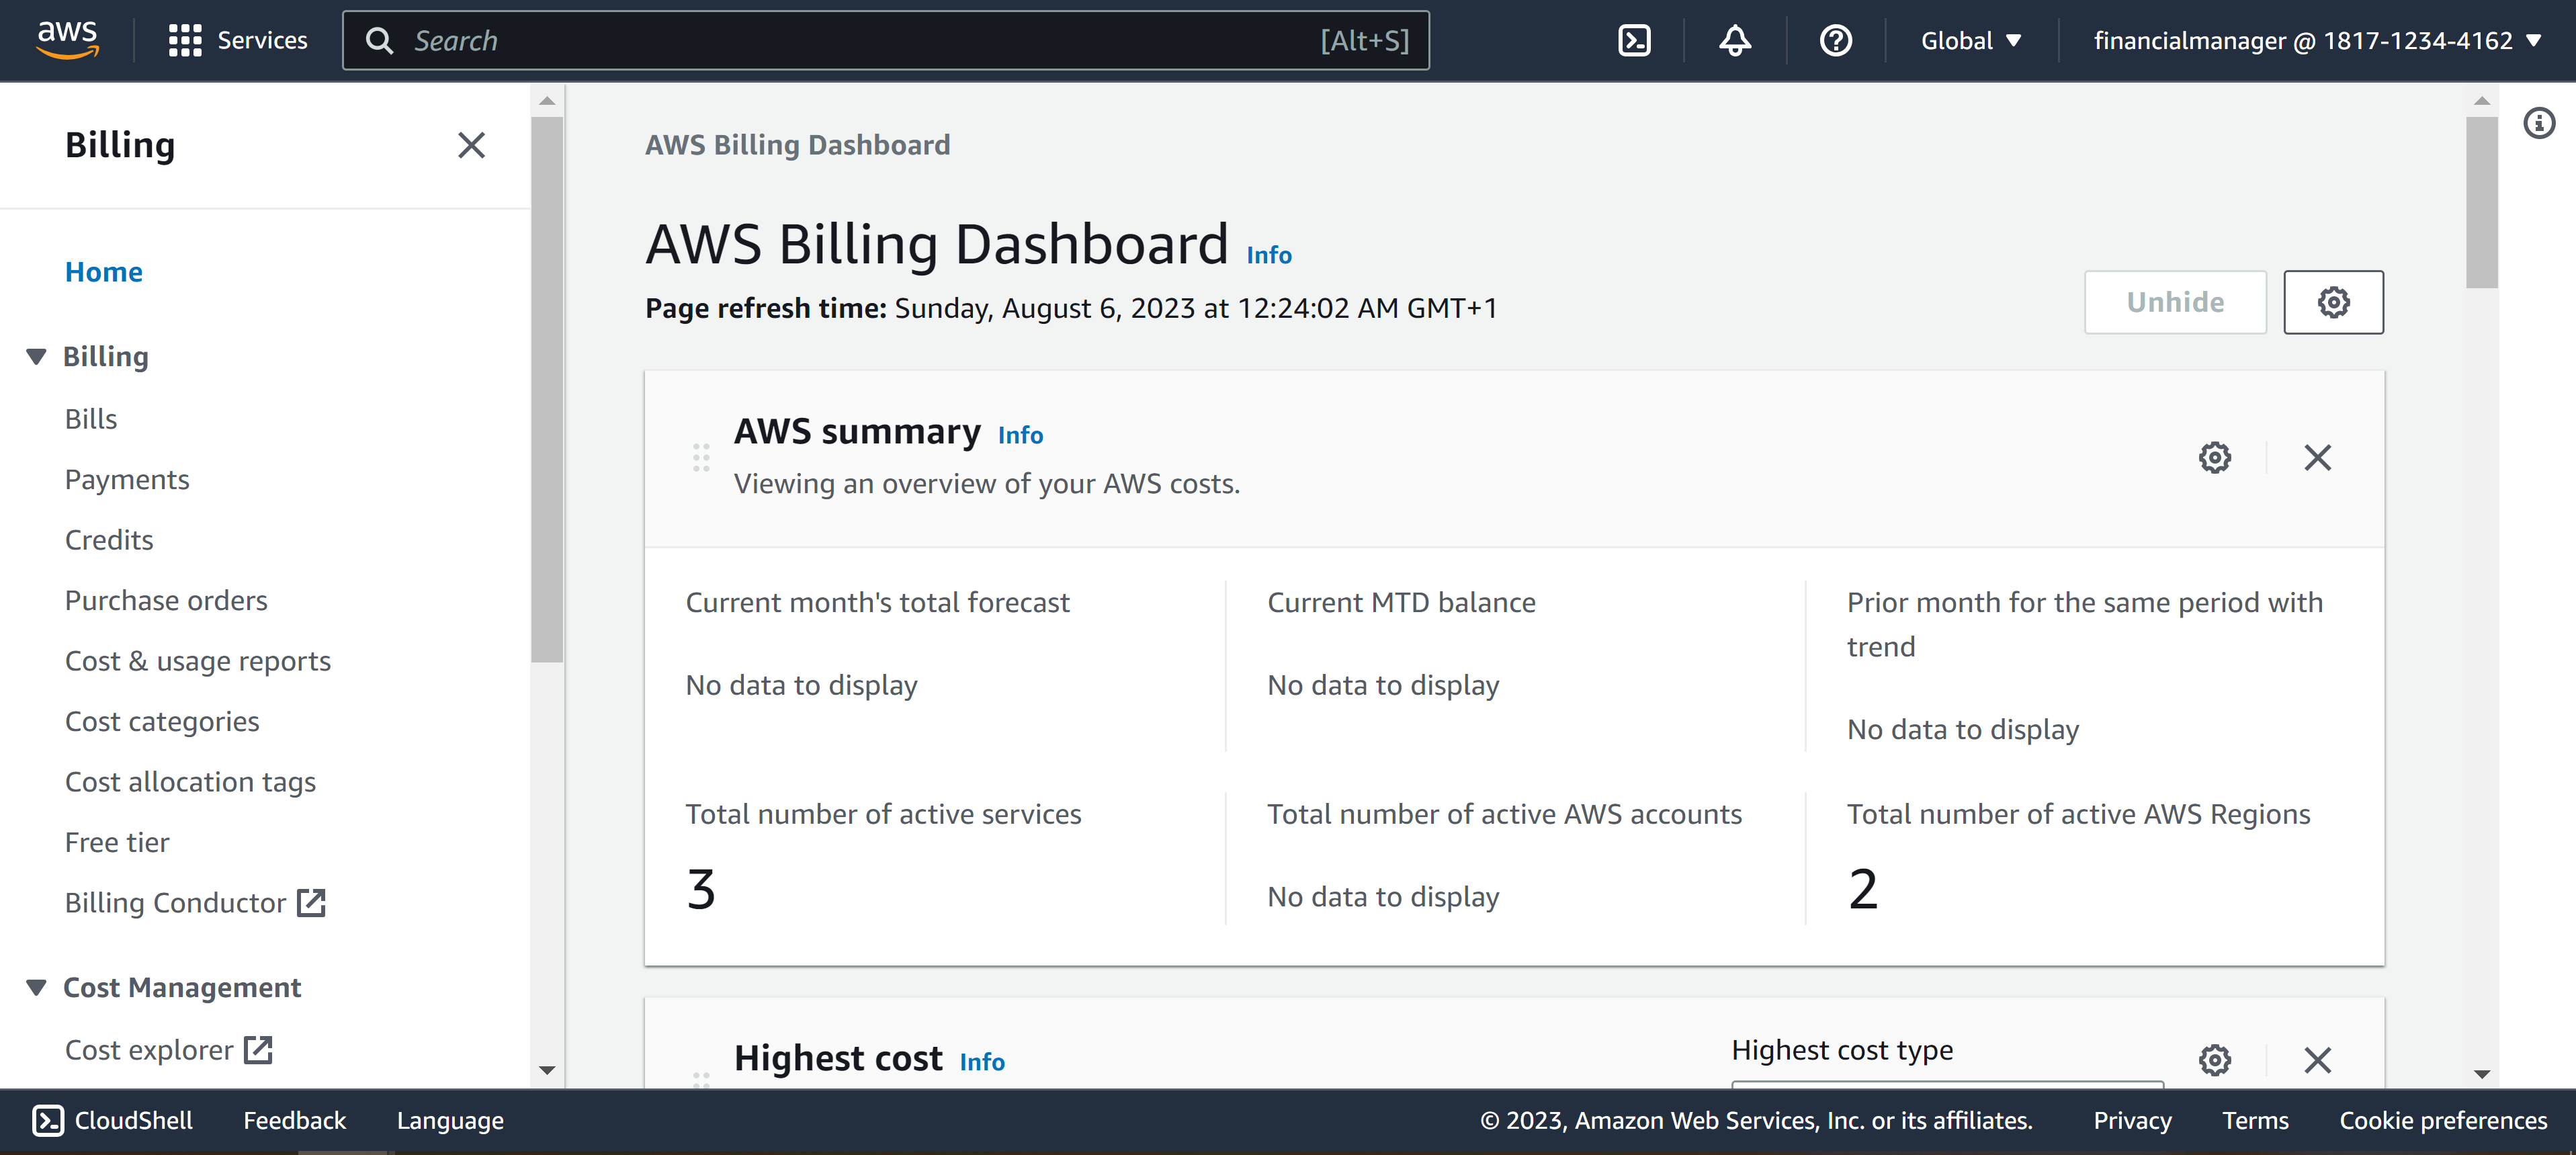 aws
Services
Search
[Alt+S]
Global
financialmanager @ 1817-1234-4162
Billing
Home
Billing
Bills
Payments
Credits
Purchase orders
Cost & usage reports
Cost categories
Cost allocation tags
Free tier
Billing Conductor
Cost Management
Cost explorer
AWS Billing Dashboard
AWS Billing Dashboard Info
Page refresh time: Sunday, August 6, 2023 at 12:24:02 AM GMT+1
Unhide
AWS summary Info
Viewing an overview of your AWS costs.
Current month's total forecast
No data to display
Current MTD balance
No data to display
Prior month for the same period with
trend
No data to display
Total number of active services
3
Total number of active AWS accounts
No data to display
Total number of active AWS Regions
2
Highest cost Info
Highest cost type
CloudShell
Feedback
Language
© 2023, Amazon Web Services, Inc. or its affiliates.
Privacy
Terms
Cookie preferences